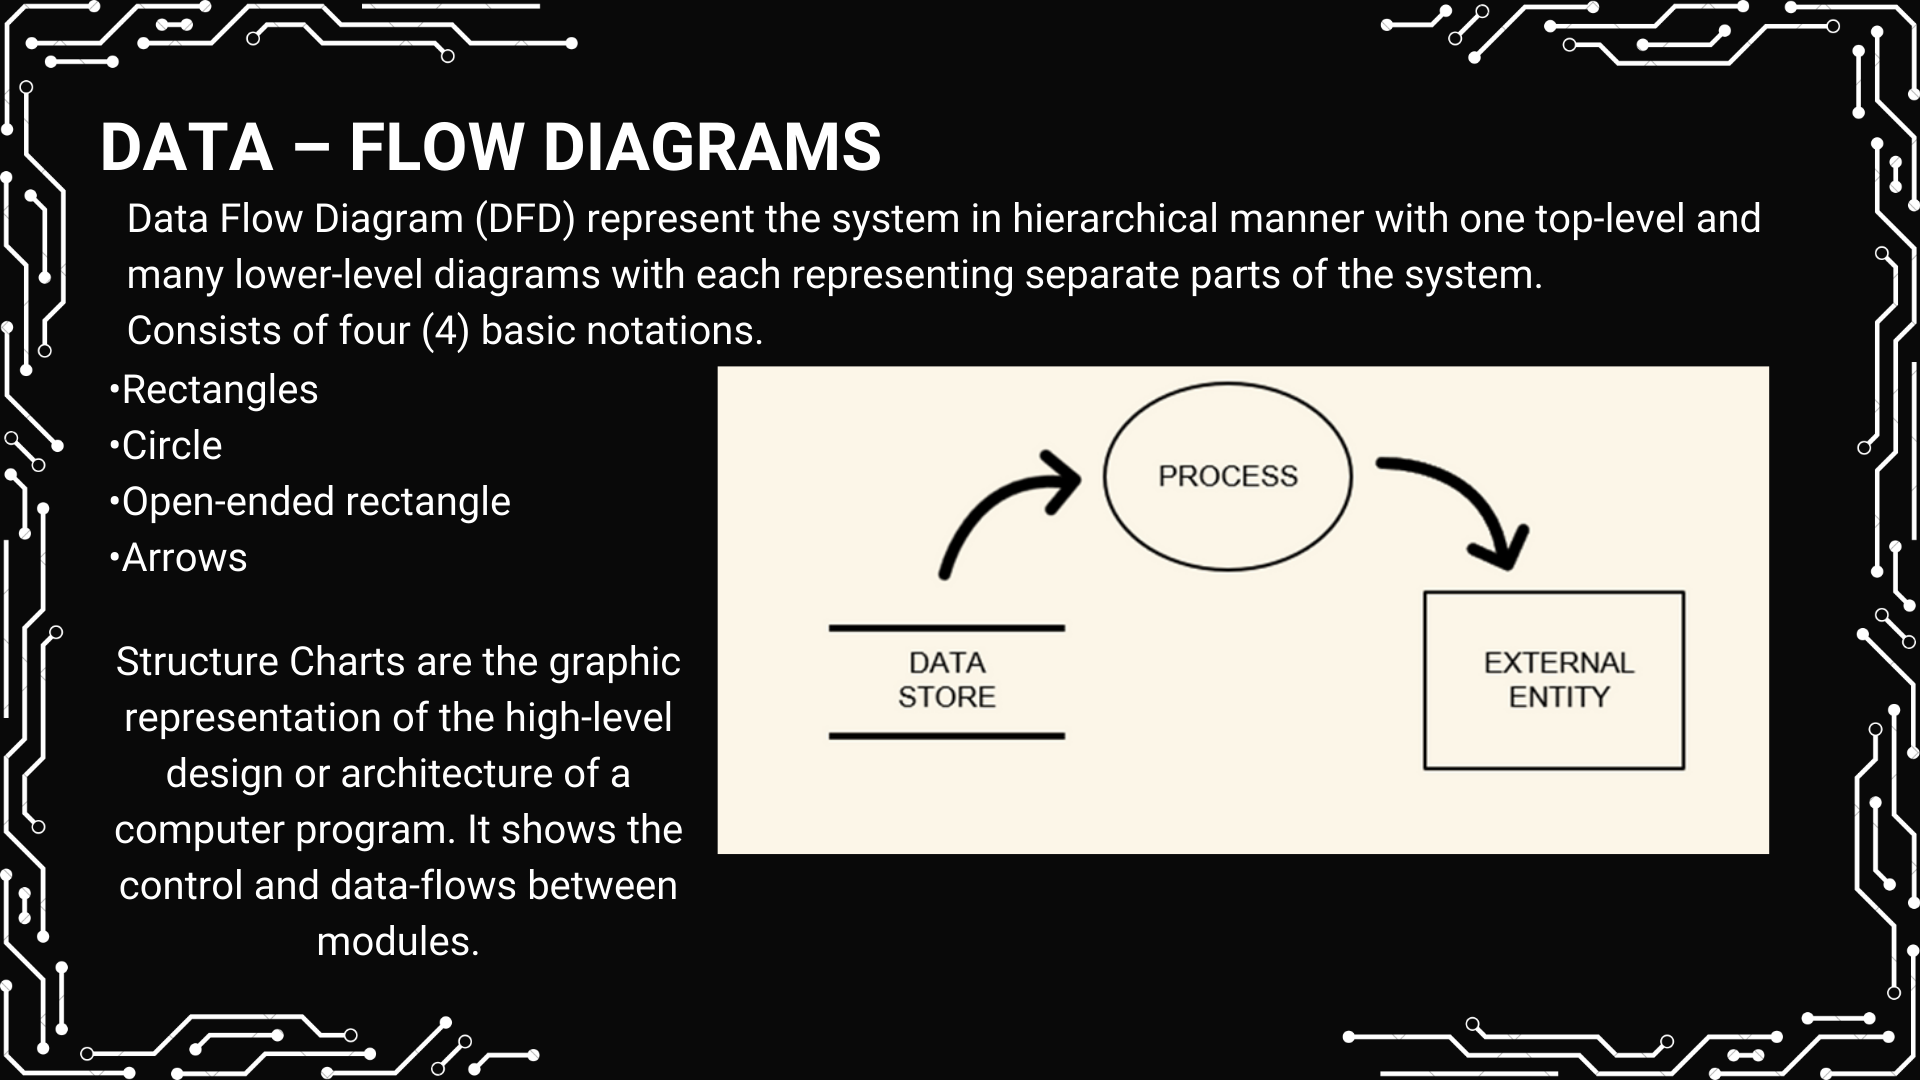 DATA – FLOW DIAGRAMS
Data Flow Diagram (DFD) represent the system in hierarchical manner with one top-level and
many lower-level diagrams with each representing separate parts of the system.
Consists of four (4) basic notations.
•Rectangles
•Circle
•Open-ended rectangle
•Arrows
Structure Charts are the graphic
representation of the high-level
design or architecture of a
computer program. It shows the
control and data-flows between
modules.
PROCESS
DATA
STORE
EXTERNAL
ENTITY